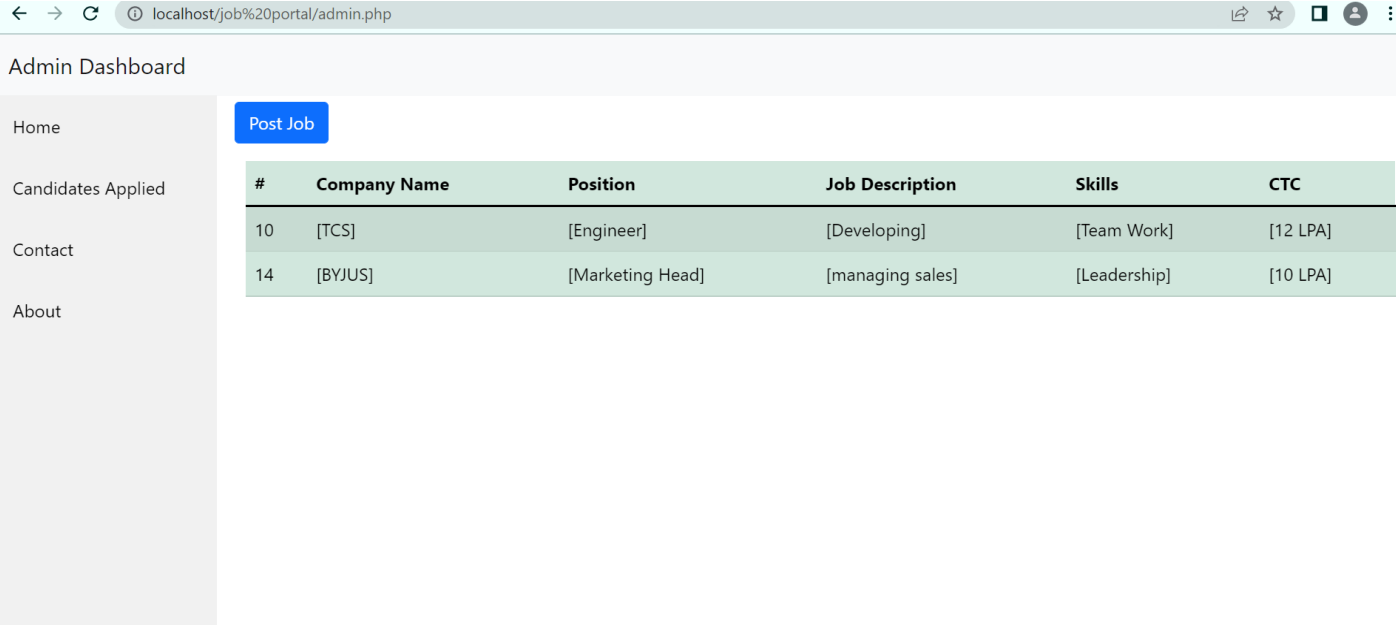 localhost/job%20portal/admin.php
Admin Dashboard
Home
Candidates Applied
Contact
About
Post Job
# Company Name Position Job Description Skills CTC
10 [TCS] [Engineer] [Developing] [Team Work] [12 LPA]
14 [BYJUS] [Marketing Head] [managing sales] [Leadership] [10 LPA]